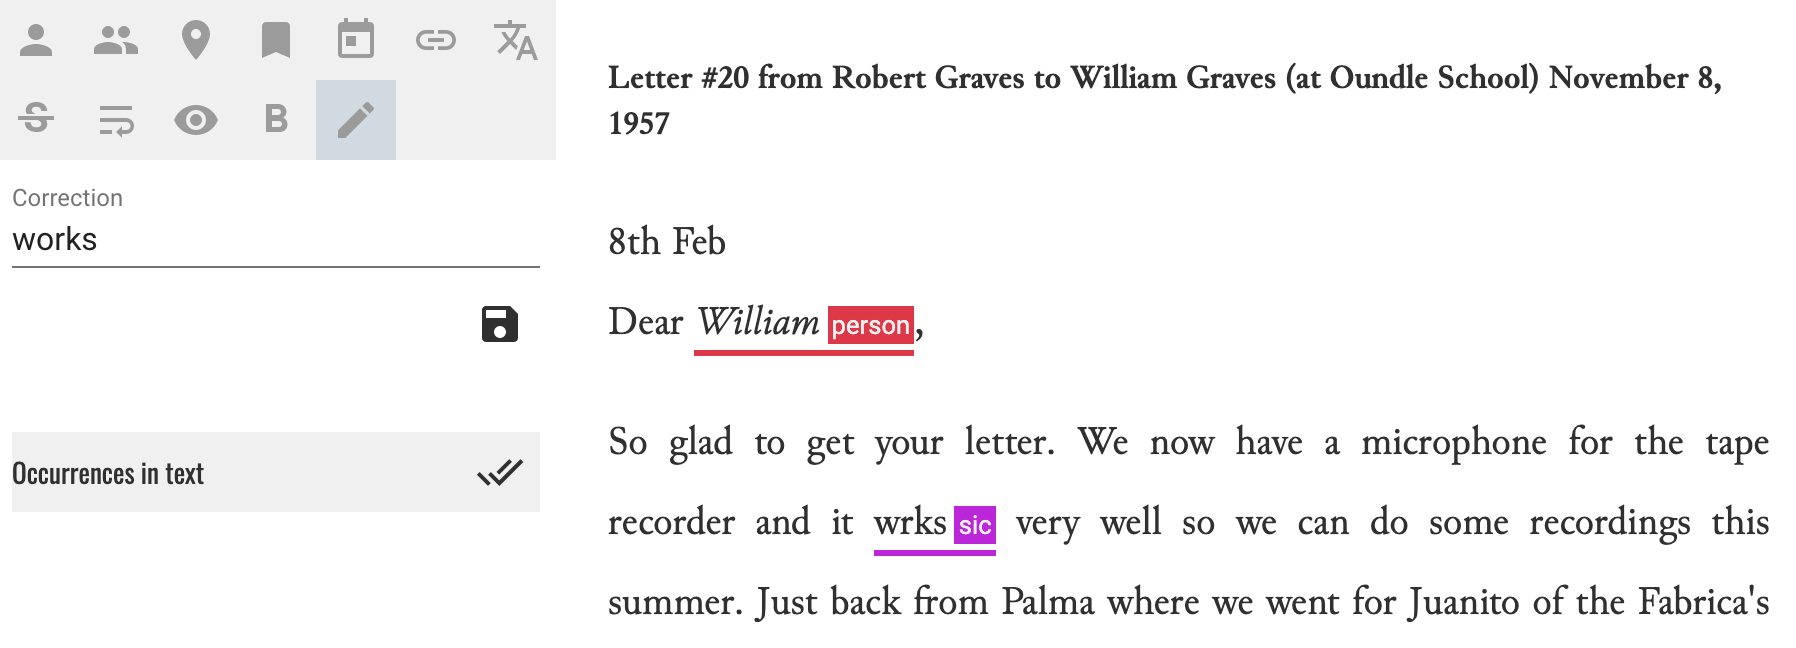 Correction
works
Occurrences in text
Letter #20 from Robert Graves to William Graves (at Oundle School) November 8,
1957
8th Feb
Dear William person,
So glad to get your letter. We now have a microphone for the tape
recorder and it wrks sic very well so we can do some recordings this
summer. Just back from Palma where we went for Juanito of the Fabrica's